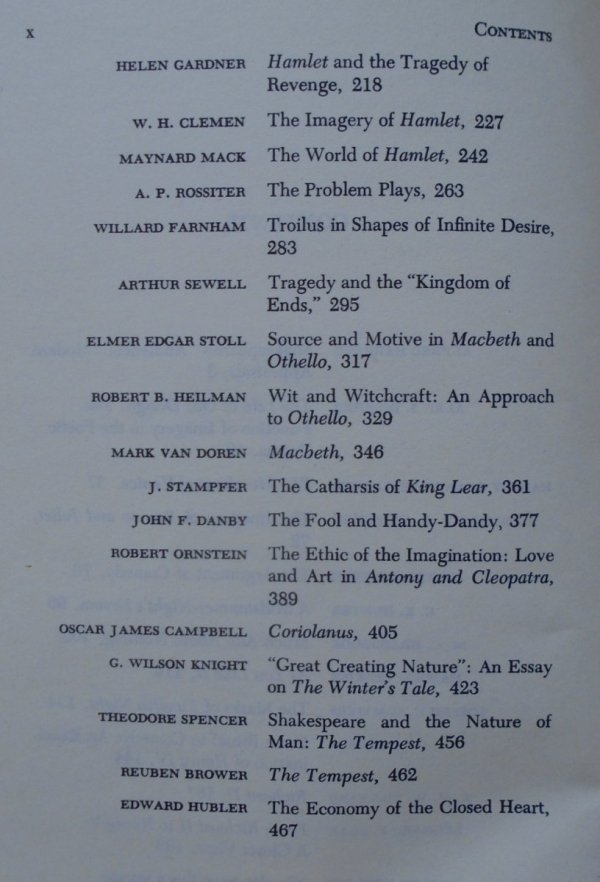 x CONTENTS
HELEN GARDNER Hamlet and the Tragedy of
Revenge, 218
W. H. CLEMEN The Imagery of Hamlet, 227
MAYNARD MACK The World of Hamlet, 242
A. P. ROSSITER The Problem Plays, 263
WILLARD FARNHAM Troilus in Shapes of Infinite Desire,
283
ARTHUR SEWELL Tragedy and the “Kingdom of
Ends,” 295
ELMER EDGAR STOLL Source and Motive in Macbeth and
Othello, 317
ROBERT B. HEILMAN Wit and Witchcraft: An Approach
to Othello, 329
MARK VAN DOREN Macbeth, 346
J. STAMPFER The Catharsis of King Lear, 361
JOHN F. DANBY The Fool and Handy-Dandy, 377
ROBERT ORNSTEIN The Ethic of the Imagination: Love
and Art in Antony and Cleopatra,
389
OSCAR JAMES CAMPBELL Coriolanus, 405
G. WILSON KNIGHT “Great Creating Nature”: An Essay
on The Winter's Tale, 423
THEODORE SPENCER Shakespeare and the Nature of
Man: The Tempest, 456
REUBEN BROWER The Tempest, 462
EDWARD HUBLER The Economy of the Closed Heart,
467